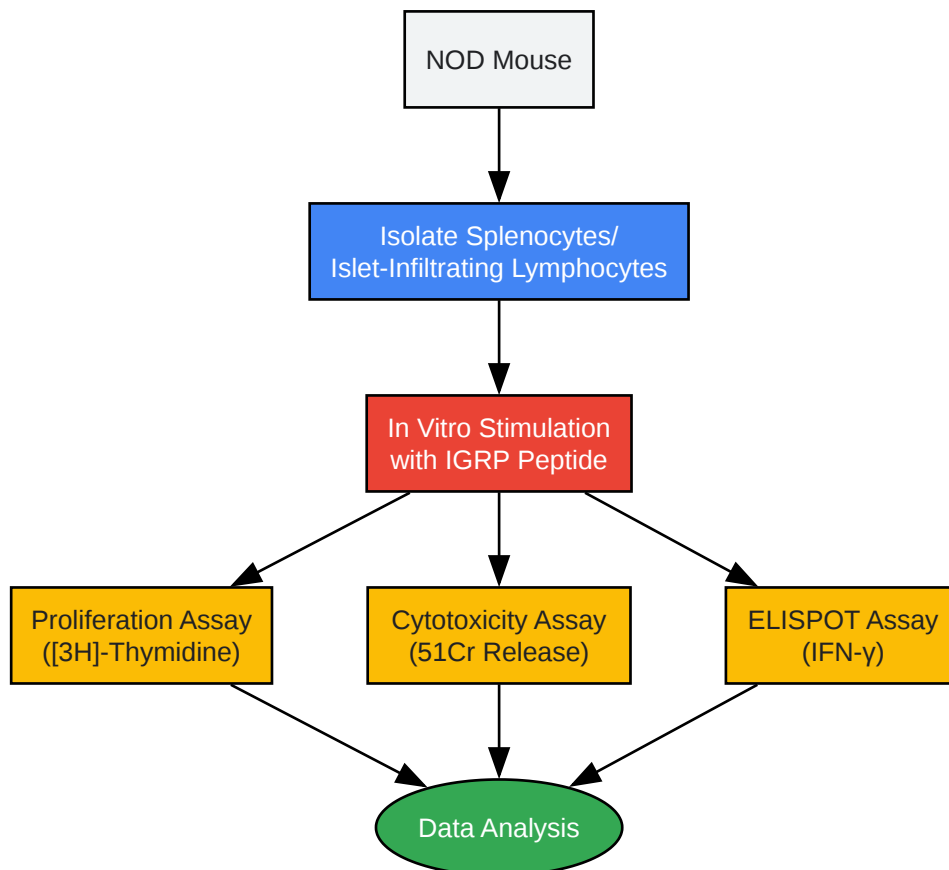 NOD Mouse
Isolate Splenocytes/
Islet-Infiltrating Lymphocytes
In Vitro Stimulation
with IGRP Peptide
Proliferation Assay
([3H]-Thymidine)
Cytotoxicity Assay
(51Cr Release)
ELISPOT Assay
(IFN-γ)
Data Analysis